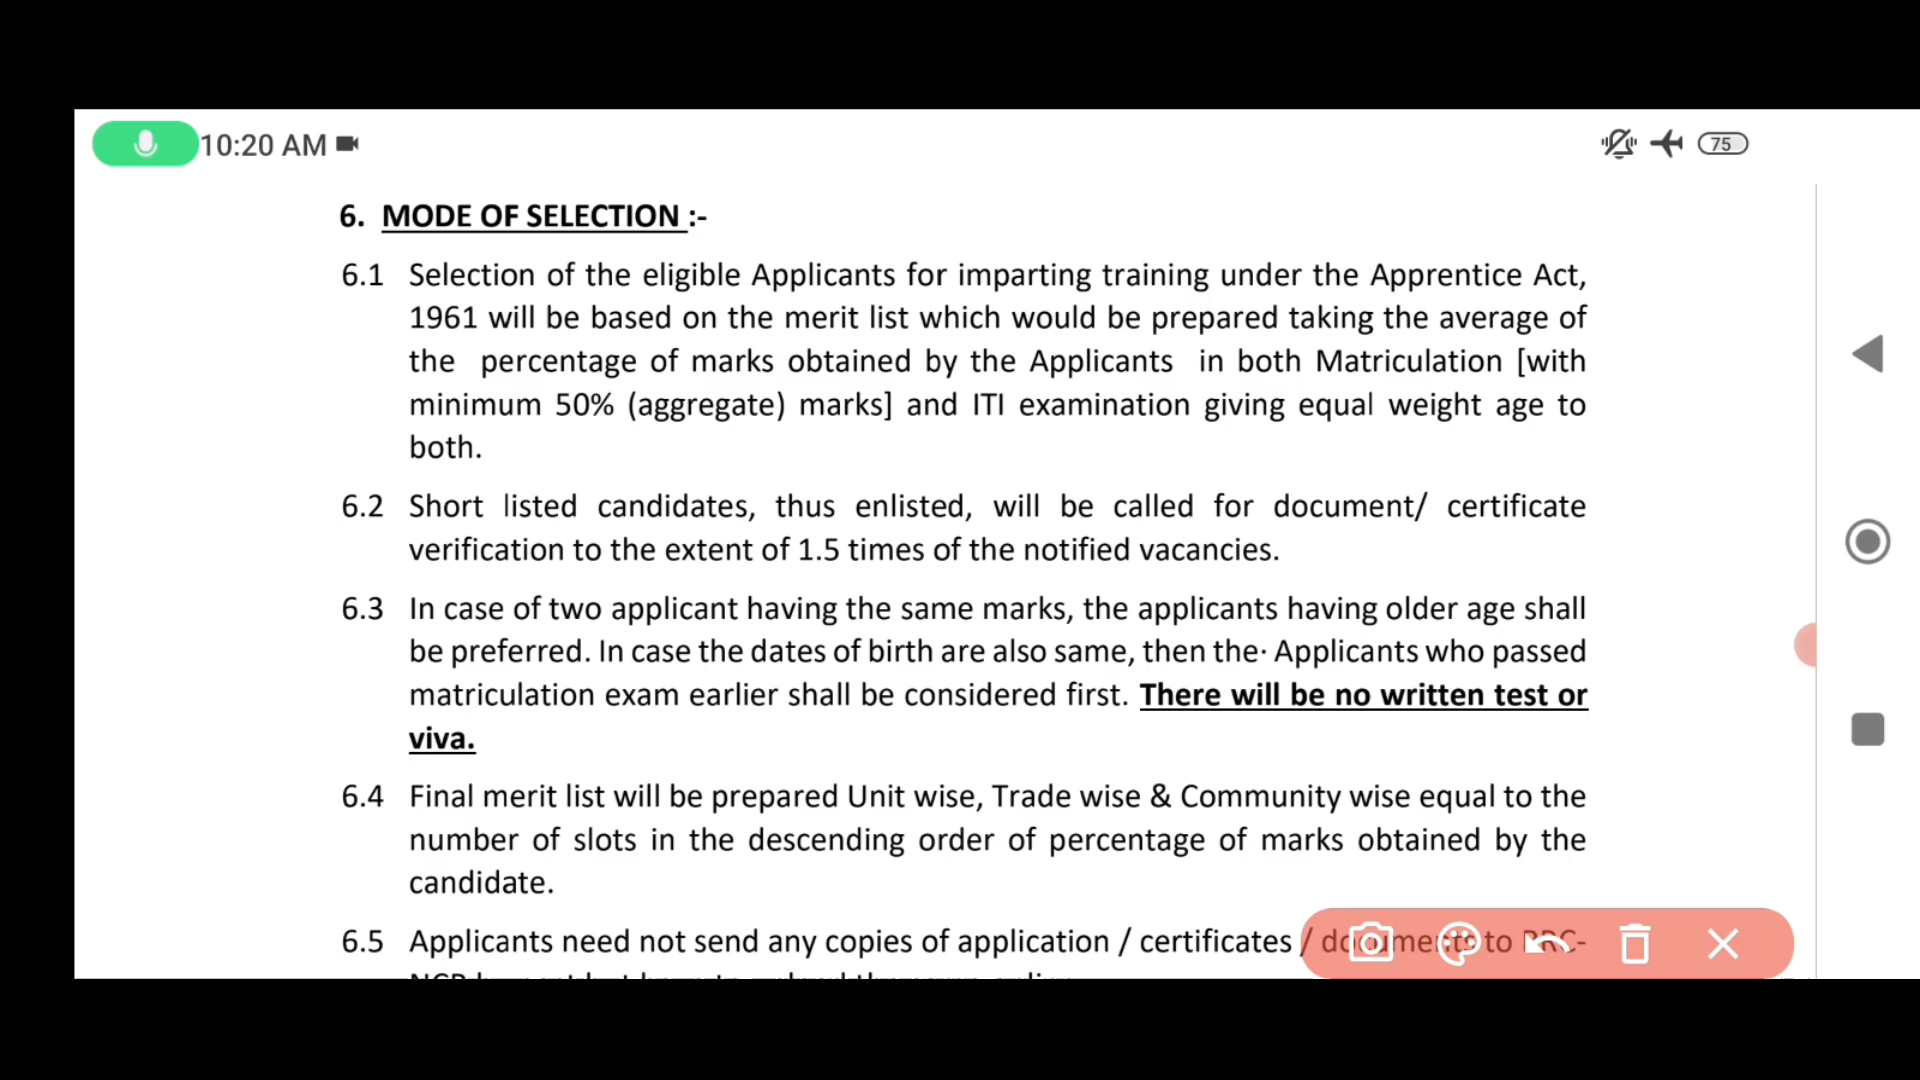 10:20 AM
75
6. MODE OF SELECTION :-
6.1 Selection of the eligible Applicants for imparting training under the Apprentice Act,
1961 will be based on the merit list which would be prepared taking the average of
the percentage of marks obtained by the Applicants in both Matriculation [with
minimum 50% (aggregate) marks] and ITI examination giving equal weight age to
both.
6.2 Short listed candidates, thus enlisted, will be called for document/ certificate
verification to the extent of 1.5 times of the notified vacancies.
6.3 In case of two applicant having the same marks, the applicants having older age shall
be preferred. In case the dates of birth are also same, then the· Applicants who passed
matriculation exam earlier shall be considered first. There will be no written test or
viva.
6.4 Final merit list will be prepared Unit wise, Trade wise & Community wise equal to the
number of slots in the descending order of percentage of marks obtained by the
candidate.
6.5 Applicants need not send any copies of application / certificates / documents to RRC-